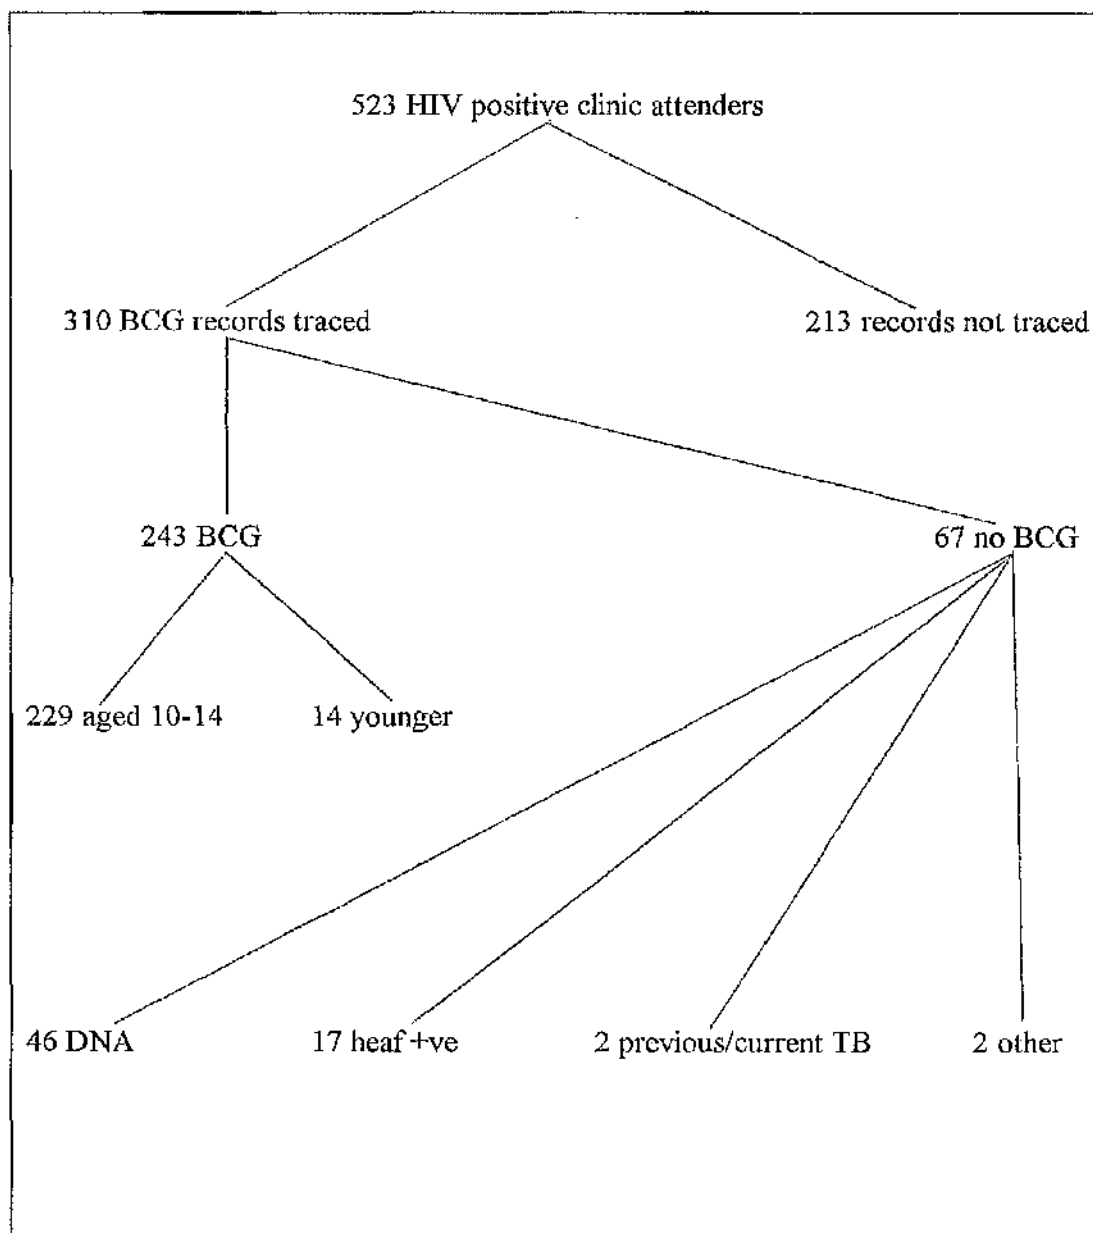 523 HIV positive clinic attenders
310 BCG records traced
213 records not traced
243 BCG
67 no BCG
229 aged 10-14
14 younger
46 DNA
17 heaf +ve
2 previous/current TB
2 other